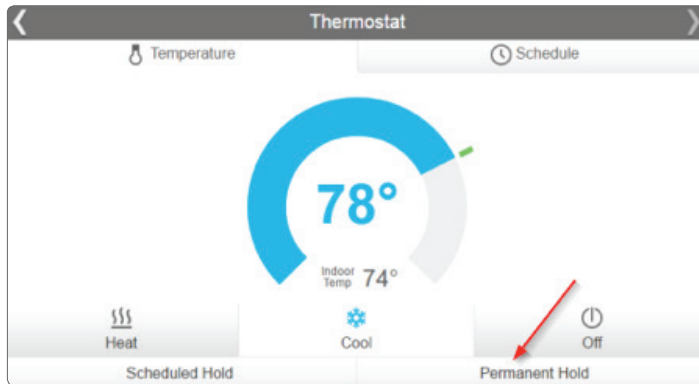 Thermostat
Temperature
Schedule
78°
Indoor
Temp 74°
Heat
Cool
Off
Scheduled Hold
Permanent Hold